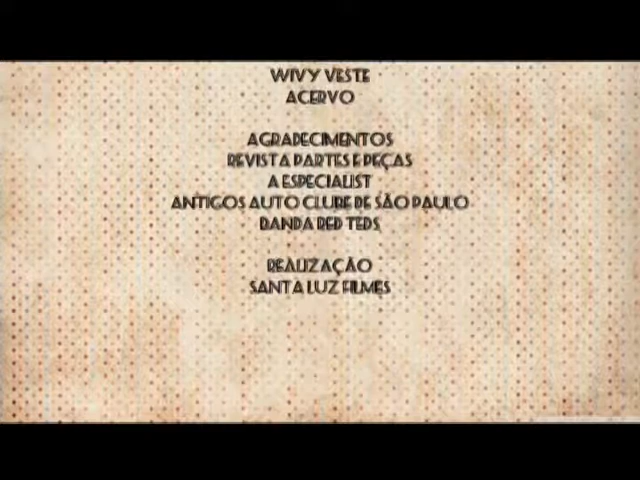 WIVY VESTE
ACERVO
AGRADECIMENTOS
REVISTA PARTES E PEÇAS
A ESPECIALIST
ANTIGOS AUTO CLUBE DE SÃO PAULO
BANDA RED TEDS
REALIZAÇÃO
SANTA LUZ FILMES